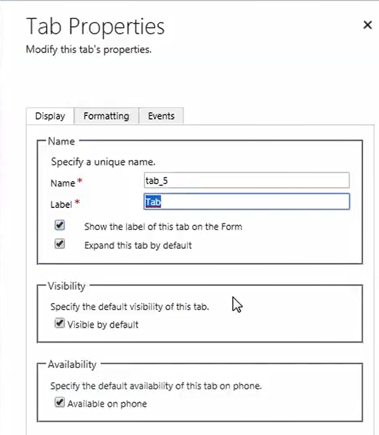 Tab Properties
Modify this tab's properties.
Display Formatting Events
Name
Specify a unique name.
Name * tab_5
Label * Tab
Show the label of this tab on the Form
Expand this tab by default
Visibility
Specify the default visibility of this tab.
Visible by default
Availability
Specify the default availability of this tab on phone.
Available on phone